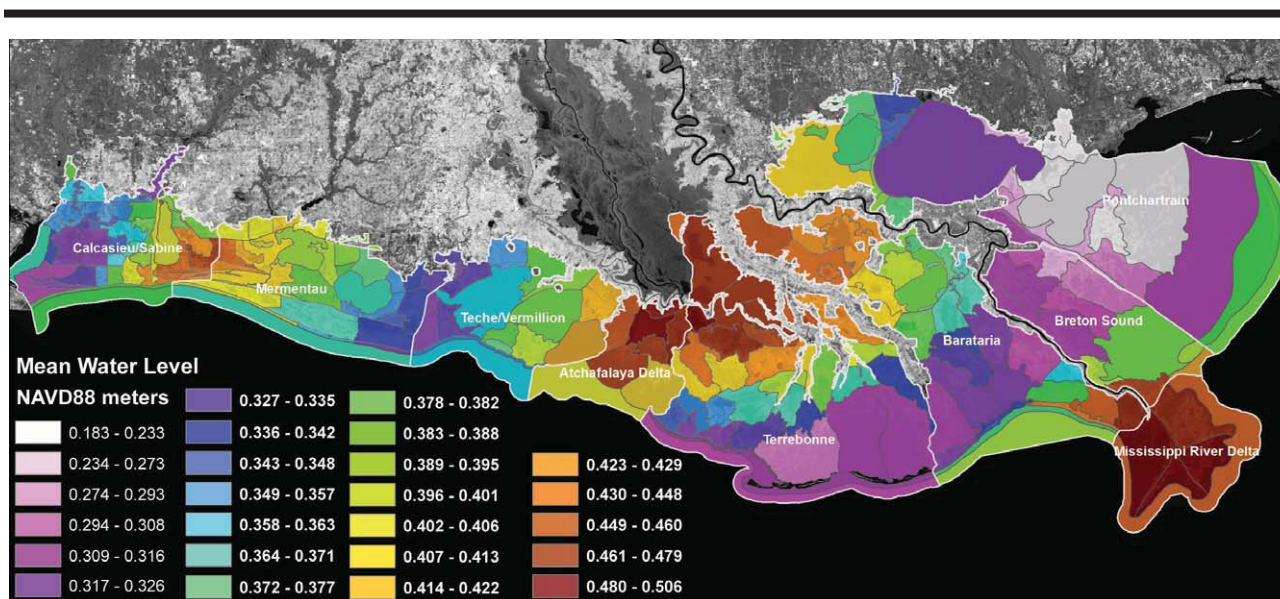 Pontchartrain
Calcasieu/Sabine
Mermentau
Teche/Vermillion
Breton Sound
Barataria
Atchafalaya Delta
Terrebonne
Mississippi River Delta
Mean Water Level
NAVD88 meters
0.183 - 0.233
0.234 - 0.273
0.274 - 0.293
0.294 - 0.308
0.309 - 0.316
0.317 - 0.326
0.327 - 0.335
0.336 - 0.342
0.343 - 0.348
0.349 - 0.357
0.358 - 0.363
0.364 - 0.371
0.372 - 0.377
0.378 - 0.382
0.383 - 0.388
0.389 - 0.395
0.396 - 0.401
0.402 - 0.406
0.407 - 0.413
0.414 - 0.422
0.423 - 0.429
0.430 - 0.448
0.449 - 0.460
0.461 - 0.479
0.480 - 0.506